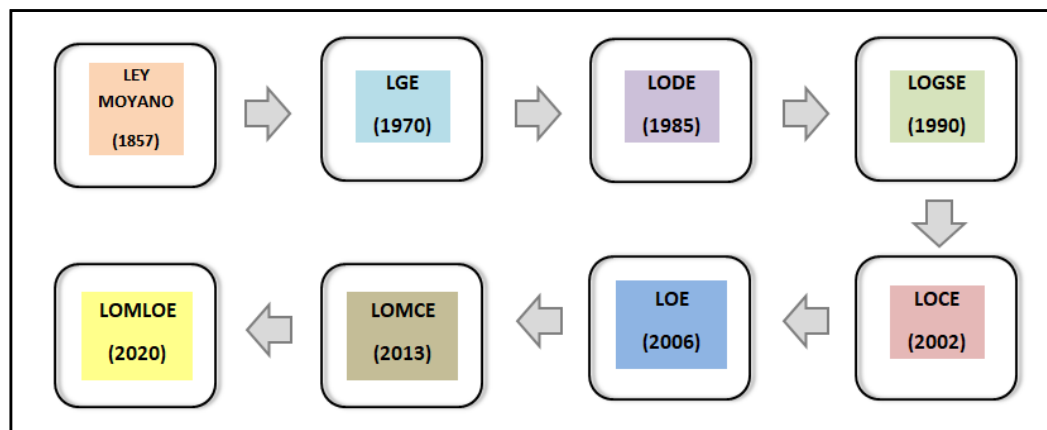 LEY
MOYANO
(1857)
LGE
(1970)
LODE
(1985)
LOGSE
(1990)
LOCE
(2002)
LOE
(2006)
LOMCE
(2013)
LOMLOE
(2020)